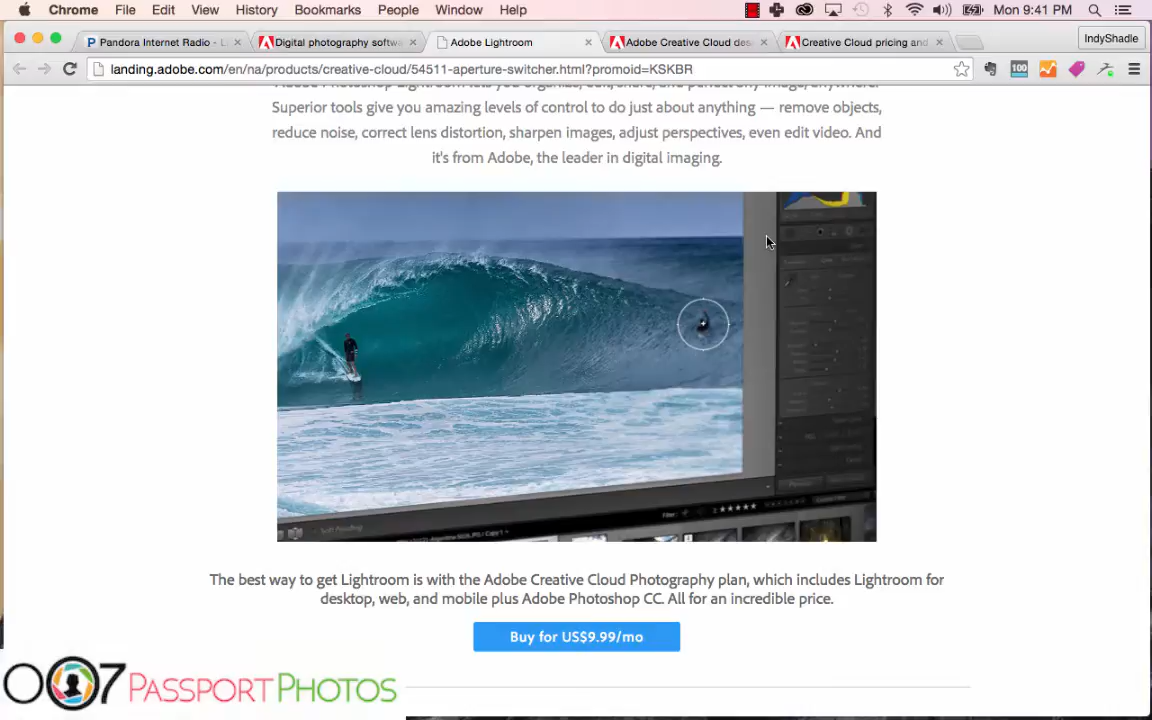 Chrome File Edit View History Bookmarks People Window Help Mon 9:41 PM
Pandora Internet Radio - Digital photography softw Adobe Lightroom Adobe Creative Cloud des Creative Cloud pricing and IndyShadle
landing.adobe.com/en/na/products/creative-cloud/54511-aperture-switcher.html?promoid=KSKBR 100
Superior tools give you amazing levels of control to do just about anything — remove objects,
reduce noise, correct lens distortion, sharpen images, adjust perspectives, even edit video. And
it's from Adobe, the leader in digital imaging.
Soft Proofing
Filter :
The best way to get Lightroom is with the Adobe Creative Cloud Photography plan, which includes Lightroom for
desktop, web, and mobile plus Adobe Photoshop CC. All for an incredible price.
Buy for US$9.99/mo
007 PASSPORT PHOTOS